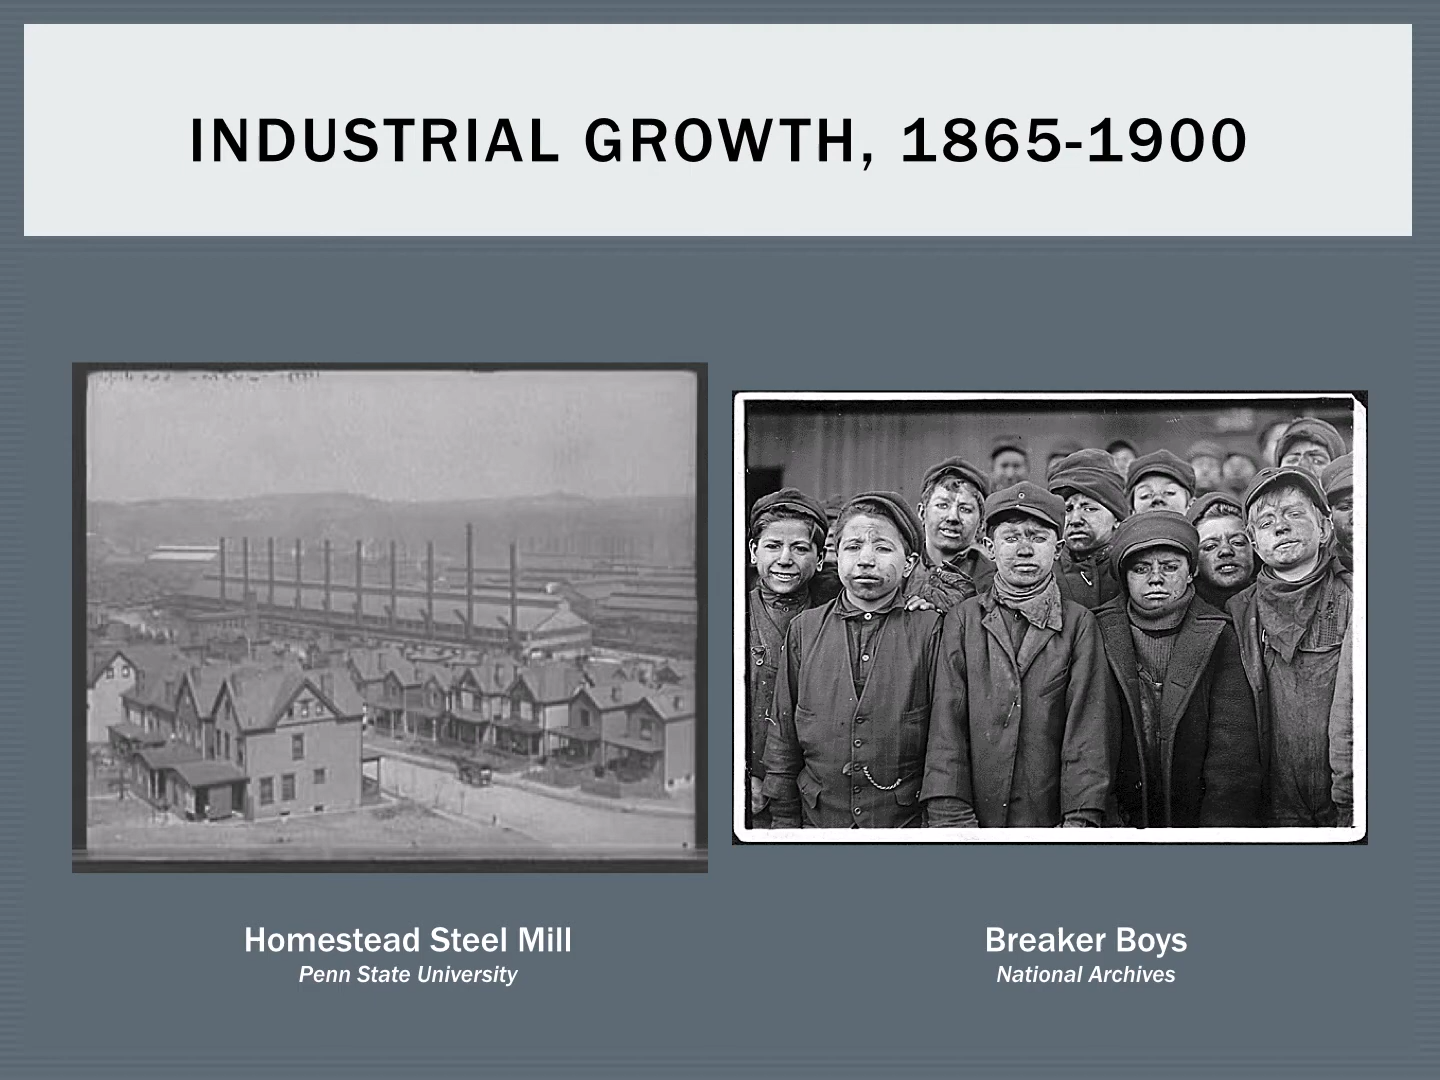 INDUSTRIAL GROWTH, 1865-1900
Homestead Steel Mill
Penn State University
Breaker Boys
National Archives